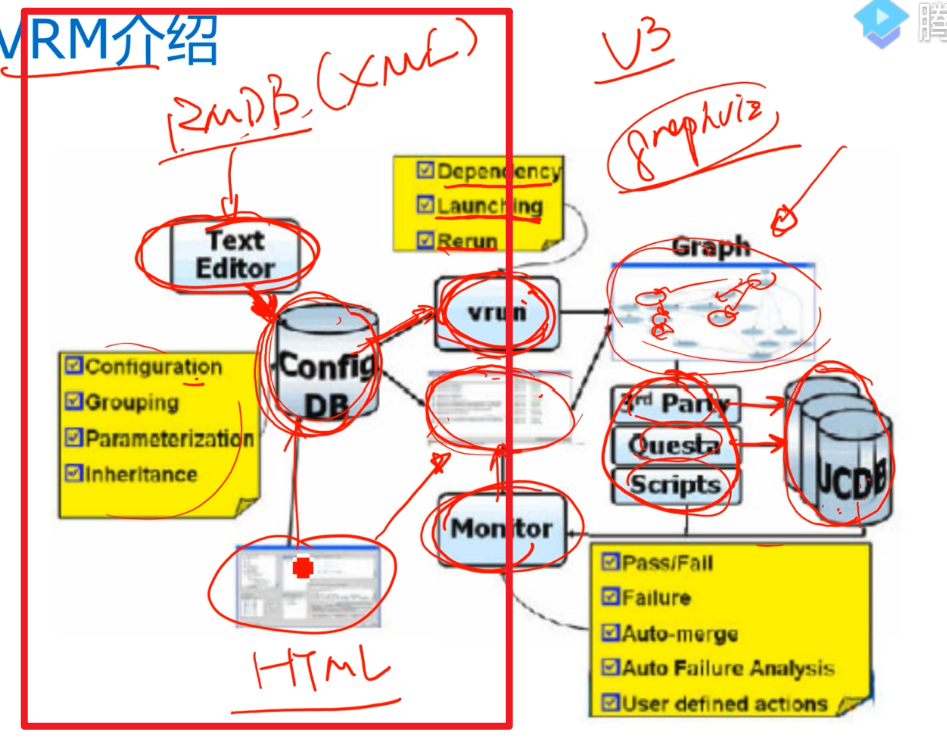 VRM介绍
腾
RMDB (XML)
V3
graphviz
Dependency
Launching
Rerun
Text
Editor
Graph
vrun
Config
DB
Configuration
Grouping
Parameterization
Inheritance
3rd Party
Questa
Scripts
UCDB
Monitor
Pass/Fail
Failure
Auto-merge
Auto Failure Analysis
User defined actions
HTML